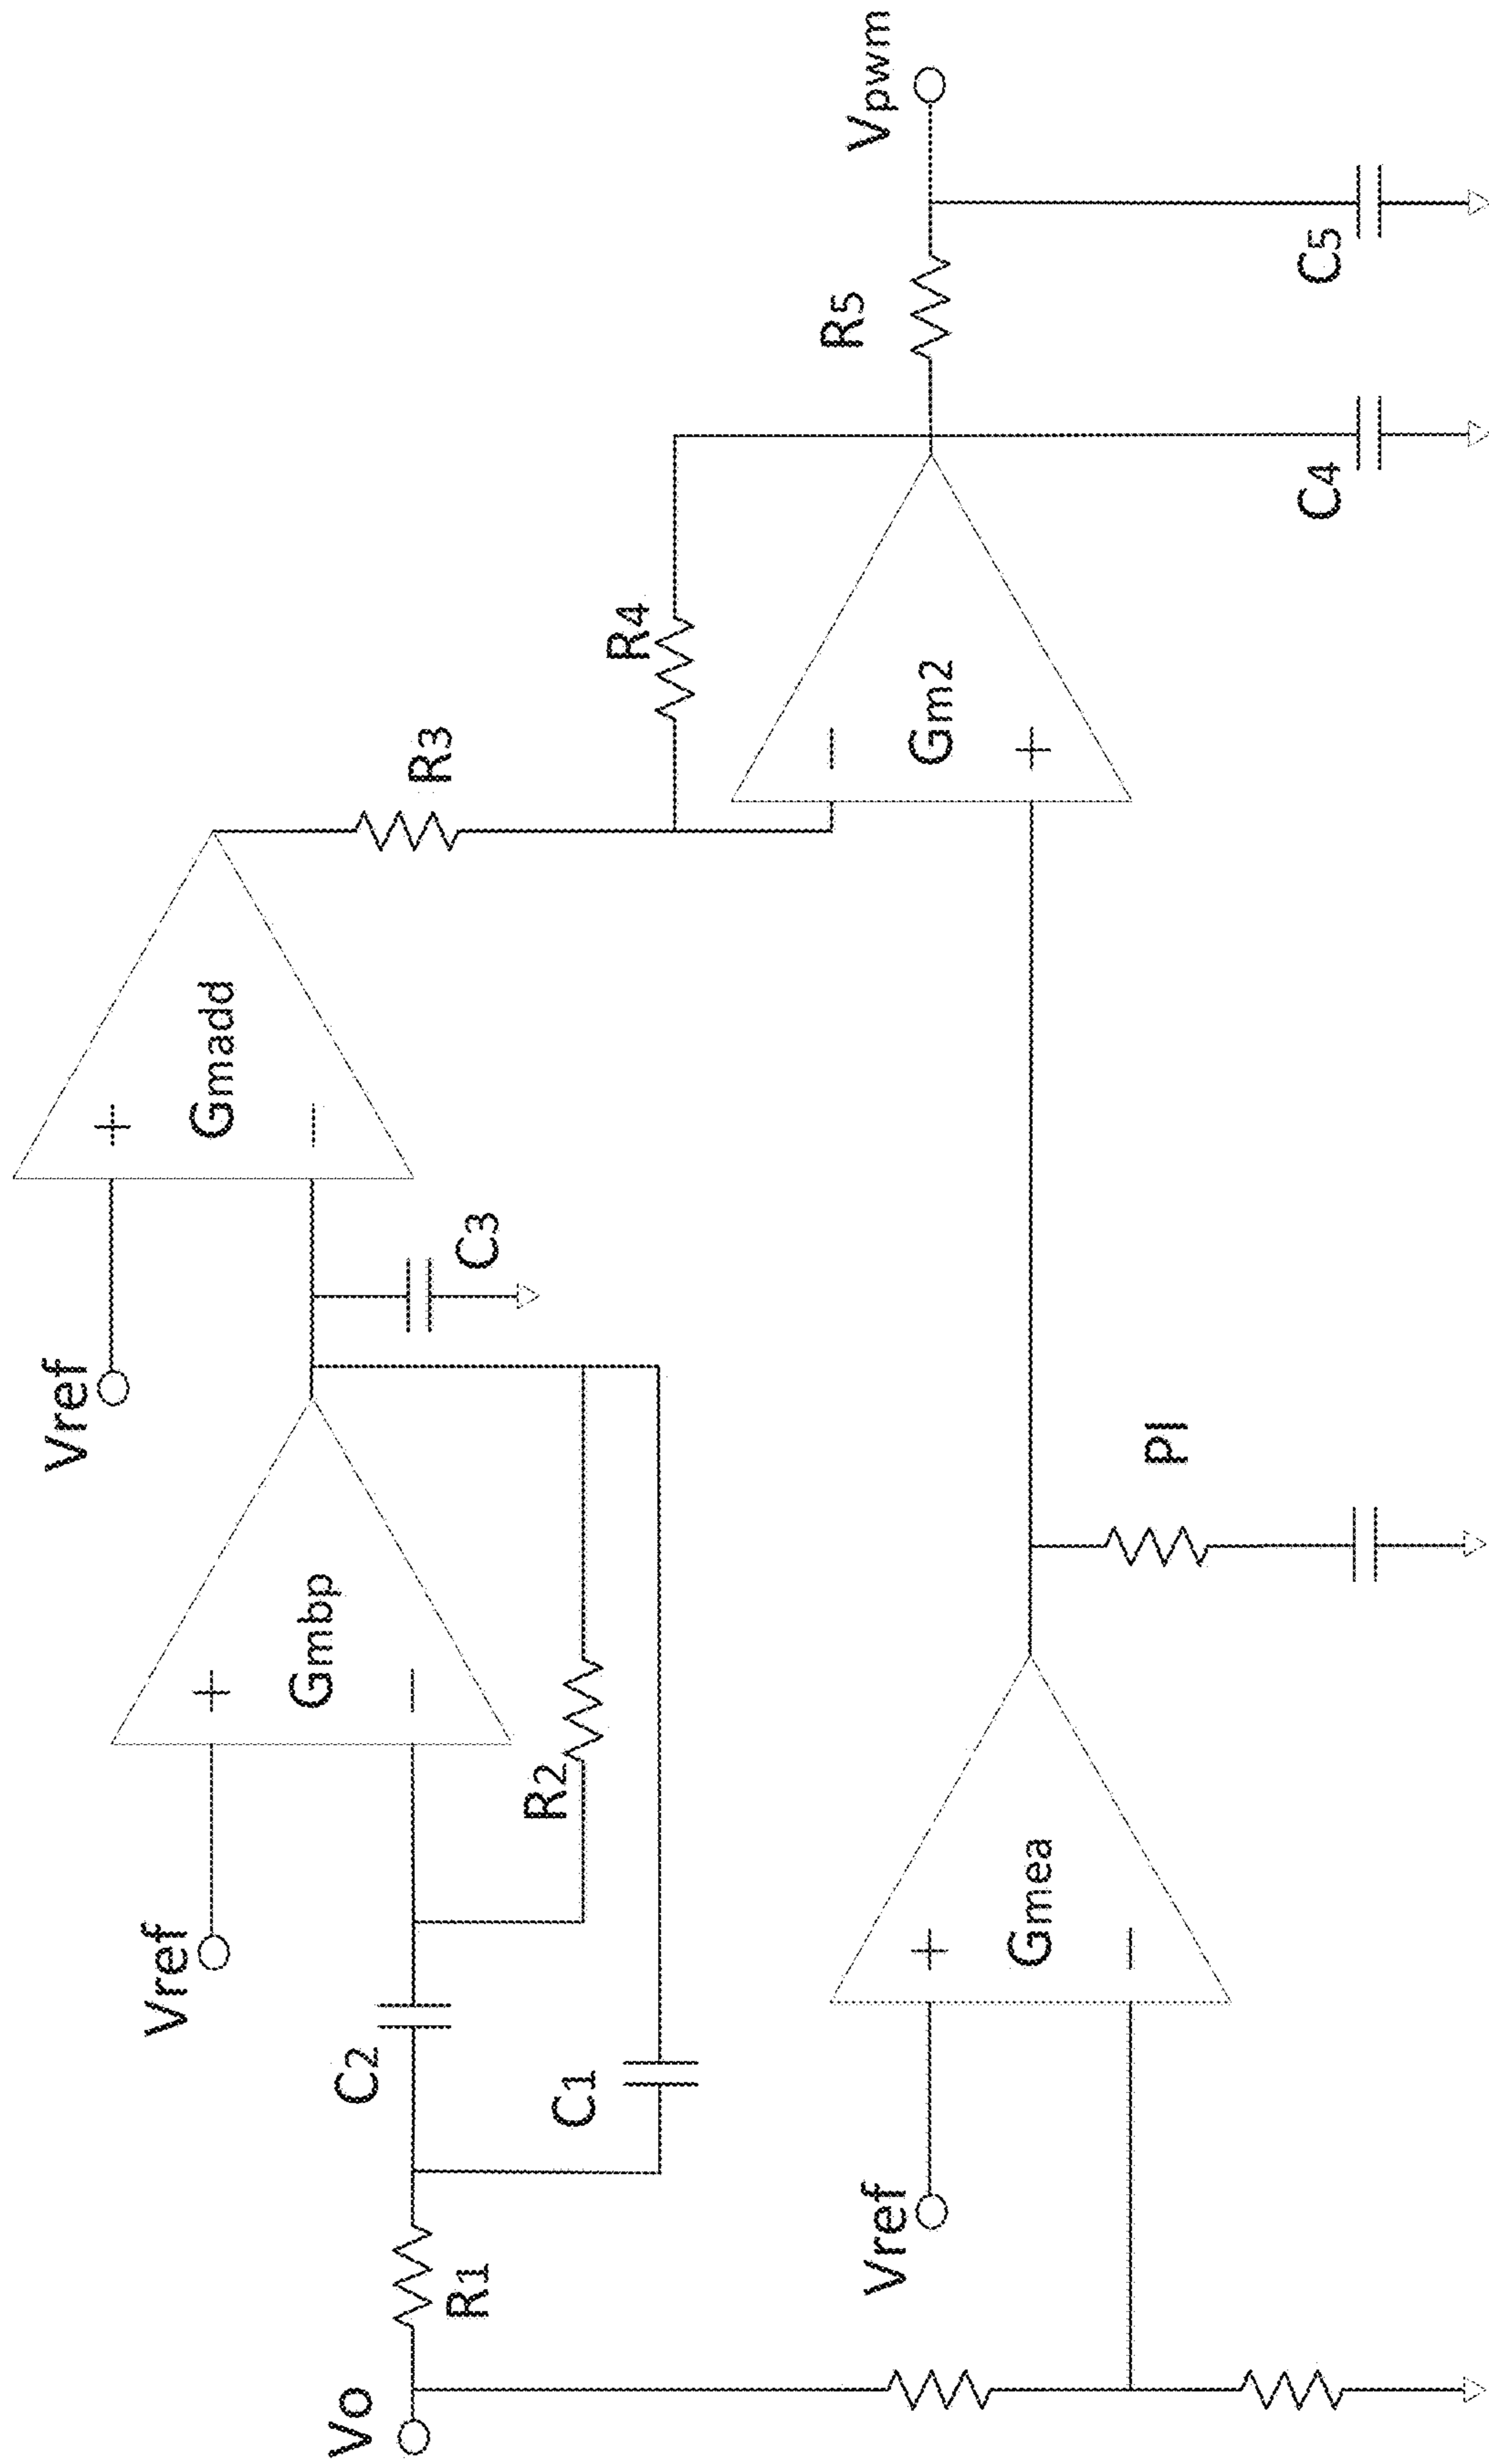 Vo
R1
C2
C1
R2
Vref
+
Gmbp
−
C3
Vref
+
Gmadd
−
R3
R4
Vref
+
Gmea
−
PI
−
Gm2
+
R5
Vpwm
C4
C5